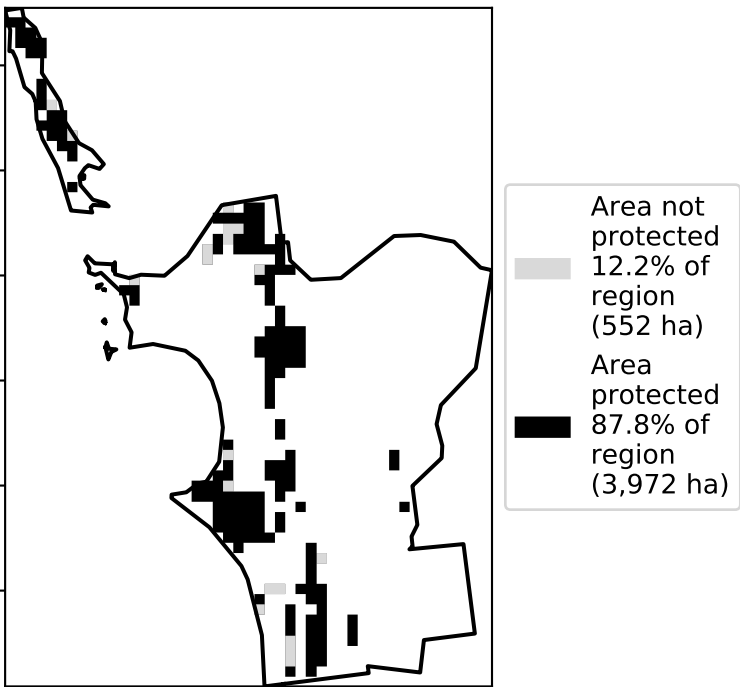 Area not
protected
12.2% of
region
(552 ha)
Area
protected
87.8% of
region
(3,972 ha)